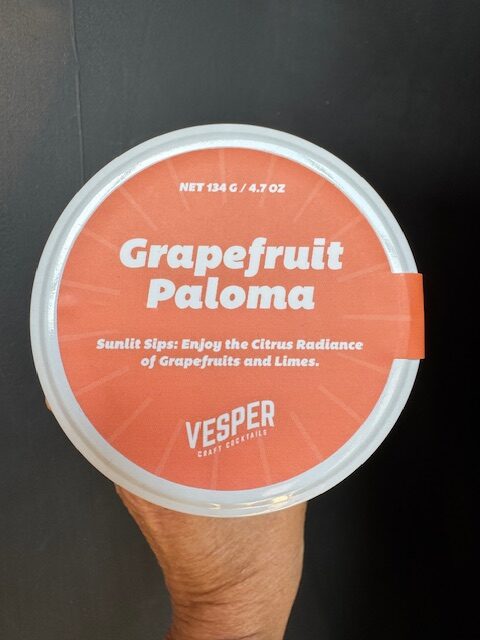 NET 134 G / 4.7 OZ
Grapefruit
Paloma
Sunlit Sips: Enjoy the Citrus Radiance
of Grapefruits and Limes.
VESPER
CRAFT COCKTAILS